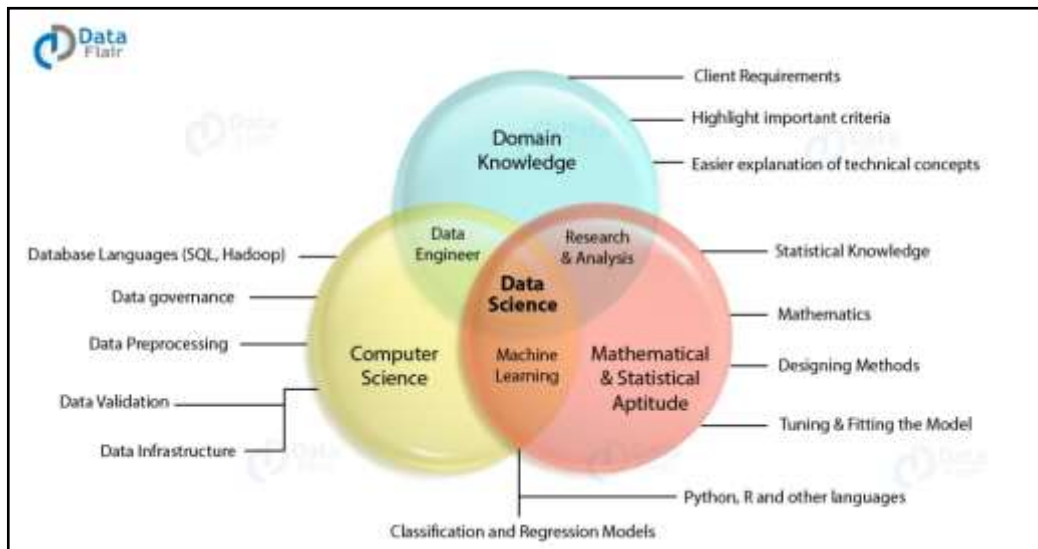 Data
Flair
Client Requirements
Highlight important criteria
Easier explanation of technical concepts
Domain
Knowledge
Data
Engineer
Research
& Analysis
Data
Science
Machine
Learning
Computer
Science
Mathematical
& Statistical
Aptitude
Database Languages (SQL, Hadoop)
Data governance
Data Preprocessing
Data Validation
Data Infrastructure
Statistical Knowledge
Mathematics
Designing Methods
Tuning & Fitting the Model
Python, R and other languages
Classification and Regression Models